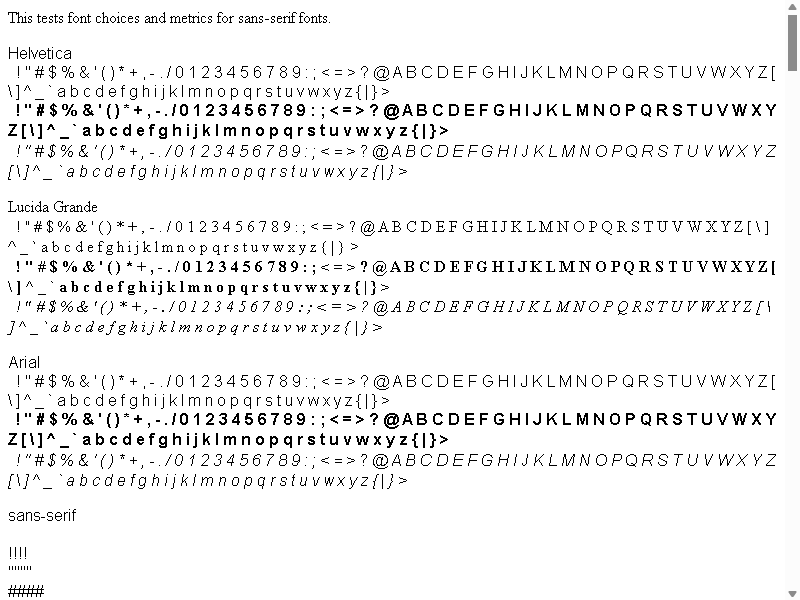 This tests font choices and metrics for sans-serif fonts.
Helvetica
! " # $ % & ' ( ) * + , - . / 0 1 2 3 4 5 6 7 8 9 : ; < = > ? @ A B C D E F G H I J K L M N O P Q R S T U V W X Y Z [
\ ] ^ _ ` a b c d e f g h i j k l m n o p q r s t u v w x y z { | } >
! " # $ % & ' ( ) * + , - . / 0 1 2 3 4 5 6 7 8 9 : ; < = > ? @ A B C D E F G H I J K L M N O P Q R S T U V W X Y
Z [ \ ] ^ _ ` a b c d e f g h i j k l m n o p q r s t u v w x y z { | } >
! " # $ % & ' ( ) * + , - . / 0 1 2 3 4 5 6 7 8 9 : ; < = > ? @ A B C D E F G H I J K L M N O P Q R S T U V W X Y Z
[ \ ] ^ _ ` a b c d e f g h i j k l m n o p q r s t u v w x y z { | } >
Lucida Grande
! " # $ % & ' ( ) * + , - . / 0 1 2 3 4 5 6 7 8 9 : ; < = > ? @ A B C D E F G H I J K L M N O P Q R S T U V W X Y Z [ \ ]
^ _ ` a b c d e f g h i j k l m n o p q r s t u v w x y z { | } >
! " # $ % & ' ( ) * + , - . / 0 1 2 3 4 5 6 7 8 9 : ; < = > ? @ A B C D E F G H I J K L M N O P Q R S T U V W X Y Z [
\ ] ^ _ ` a b c d e f g h i j k l m n o p q r s t u v w x y z { | } >
! " # $ % & ' ( ) * + , - . / 0 1 2 3 4 5 6 7 8 9 : ; < = > ? @ A B C D E F G H I J K L M N O P Q R S T U V W X Y Z [ \
] ^ _ ` a b c d e f g h i j k l m n o p q r s t u v w x y z { | } >
Arial
! " # $ % & ' ( ) * + , - . / 0 1 2 3 4 5 6 7 8 9 : ; < = > ? @ A B C D E F G H I J K L M N O P Q R S T U V W X Y Z [
\ ] ^ _ ` a b c d e f g h i j k l m n o p q r s t u v w x y z { | } >
! " # $ % & ' ( ) * + , - . / 0 1 2 3 4 5 6 7 8 9 : ; < = > ? @ A B C D E F G H I J K L M N O P Q R S T U V W X Y
Z [ \ ] ^ _ ` a b c d e f g h i j k l m n o p q r s t u v w x y z { | } >
! " # $ % & ' ( ) * + , - . / 0 1 2 3 4 5 6 7 8 9 : ; < = > ? @ A B C D E F G H I J K L M N O P Q R S T U V W X Y Z
[ \ ] ^ _ ` a b c d e f g h i j k l m n o p q r s t u v w x y z { | } >
sans-serif
!!!!
""""
####